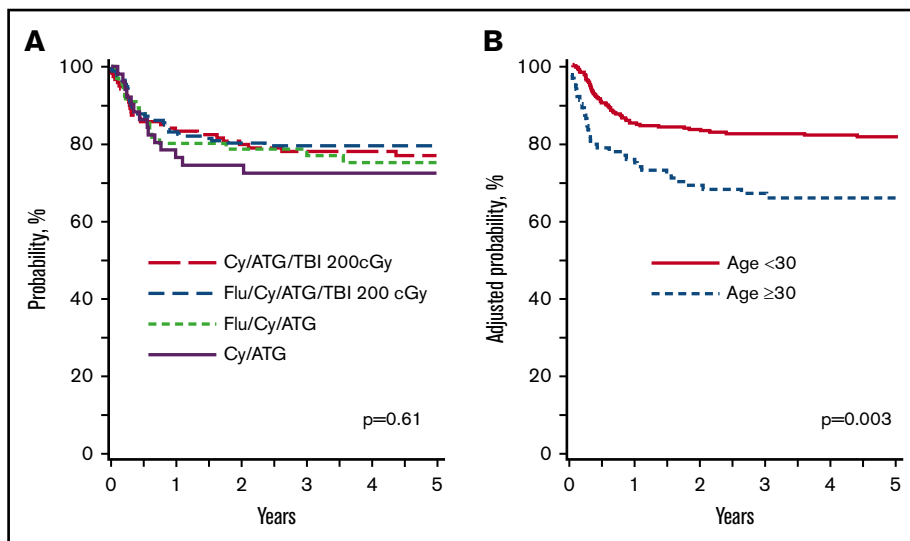 A
Probability, %
100
80
60
40
20
0
Cy/ATG/TBI 200cGy
Flu/Cy/ATG/TBI 200 cGy
Flu/Cy/ATG
Cy/ATG
p=0.61
0 1 2 3 4 5
Years
B
Adjusted probability, %
100
80
60
40
20
0
Age <30
Age ≥30
p=0.003
0 1 2 3 4 5
Years